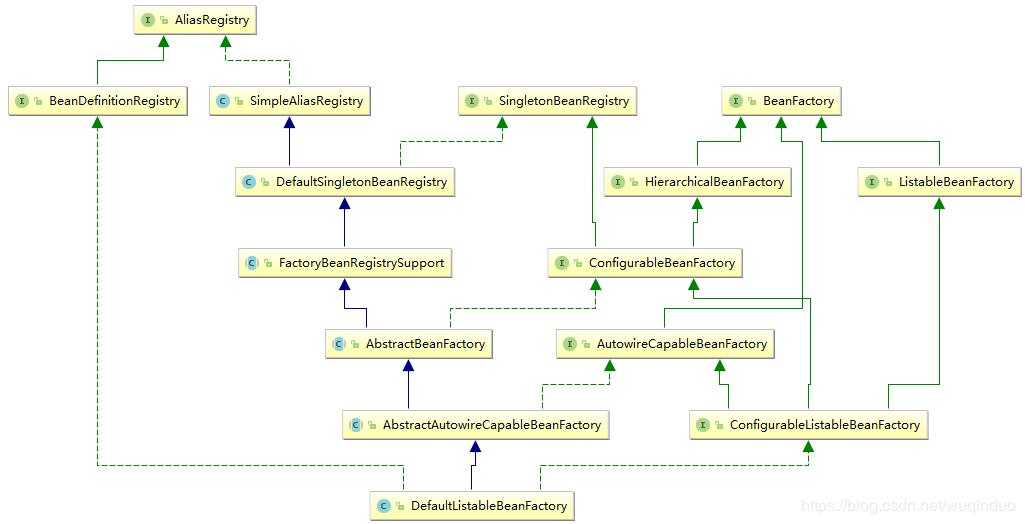 I AliasRegistry
I BeanDefinitionRegistry
C SimpleAliasRegistry
I SingletonBeanRegistry
I BeanFactory
C DefaultSingletonBeanRegistry
I HierarchicalBeanFactory
I ListableBeanFactory
C FactoryBeanRegistrySupport
I ConfigurableBeanFactory
C AbstractBeanFactory
I AutowireCapableBeanFactory
C AbstractAutowireCapableBeanFactory
I ConfigurableListableBeanFactory
C DefaultListableBeanFactory
https://blog.csdn.net/wuqinduo